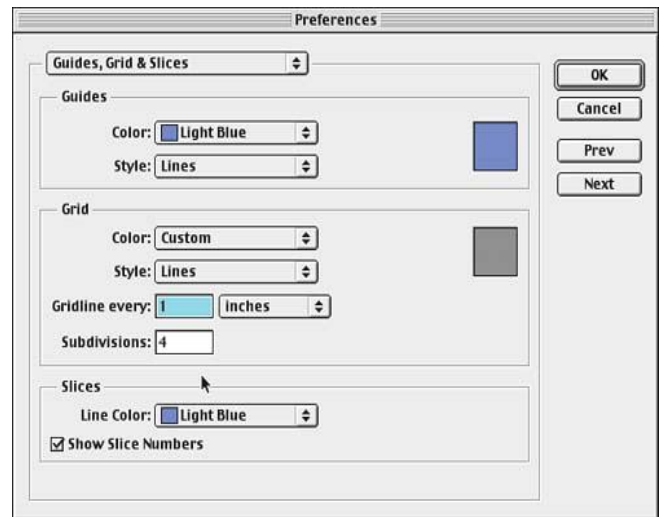 Preferences
Guides, Grid & Slices
OK
Cancel
Prev
Next
Guides
Color: Light Blue
Style: Lines
Grid
Color: Custom
Style: Lines
Gridline every: 1 inches
Subdivisions: 4
Slices
Line Color: Light Blue
Show Slice Numbers